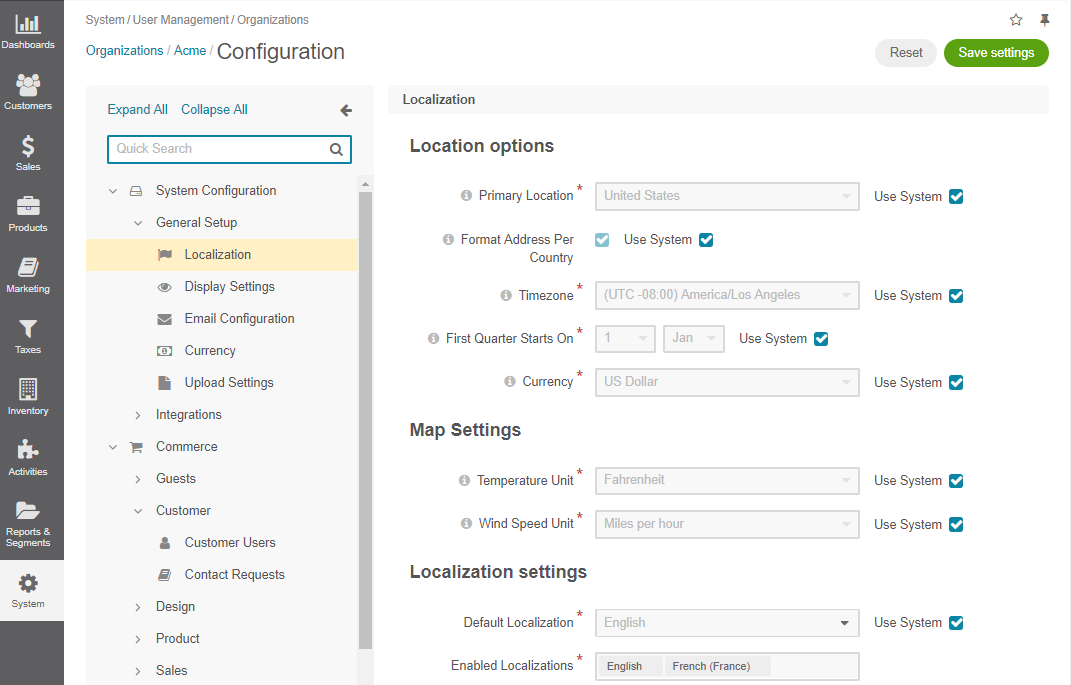 Dashboards
Customers
Sales
Products
Marketing
Taxes
Inventory
Activities
Reports &
Segments
System
System / User Management / Organizations
Organizations / Acme / Configuration
Reset
Save settings
Expand All Collapse All
Quick Search
System Configuration
General Setup
Localization
Display Settings
Email Configuration
Currency
Upload Settings
Integrations
Commerce
Guests
Customer
Customer Users
Contact Requests
Design
Product
Sales
Localization
Location options
Primary Location * United States Use System
Format Address Per Use System
Country
Timezone * (UTC -08:00) America/Los Angeles Use System
First Quarter Starts On * 1 Jan Use System
Currency * US Dollar Use System
Map Settings
Temperature Unit * Fahrenheit Use System
Wind Speed Unit * Miles per hour Use System
Localization settings
Default Localization * English Use System
Enabled Localizations * English French (France)